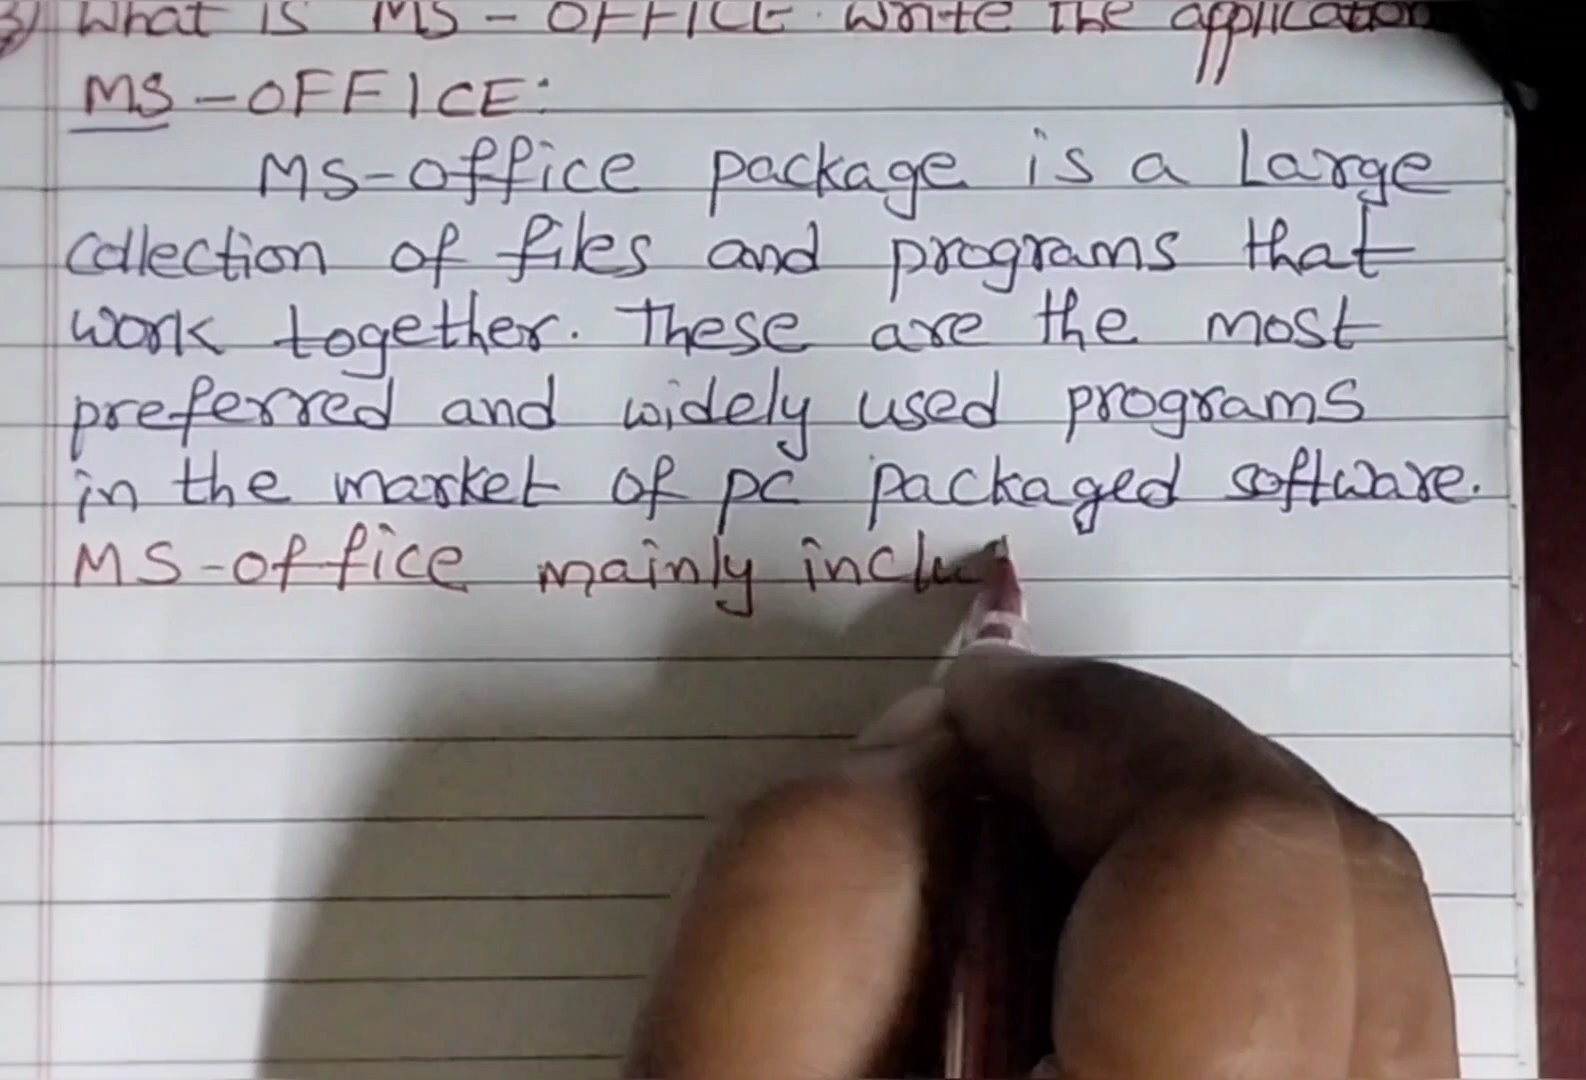 3) What is MS - OFFICE. Write the application
MS-OFFICE:
MS-office package is a Large
collection of files and programs that
work together. These are the most
preferred and widely used programs
in the market of pc packaged software.
MS-office mainly inclu